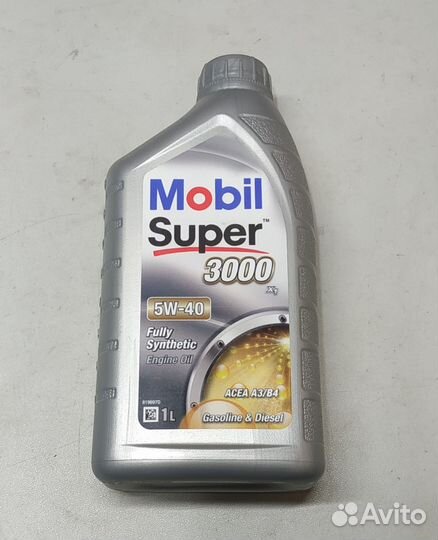 Mobil
Super™
3000
X1
5W-40
Fully
Synthetic
Engine Oil
ACEA A3/B4
1L
Gasoline & Diesel
Avito